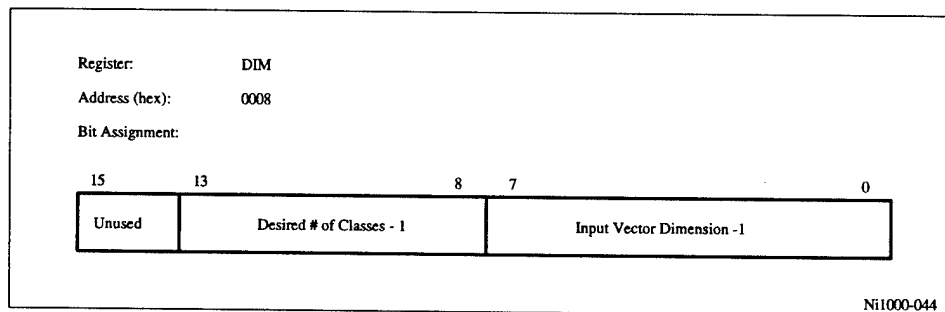 Register: DIM
Address (hex): 0008
Bit Assignment:
15 13 8 7 0
Unused Desired # of Classes - 1 Input Vector Dimension -1
Ni1000-044